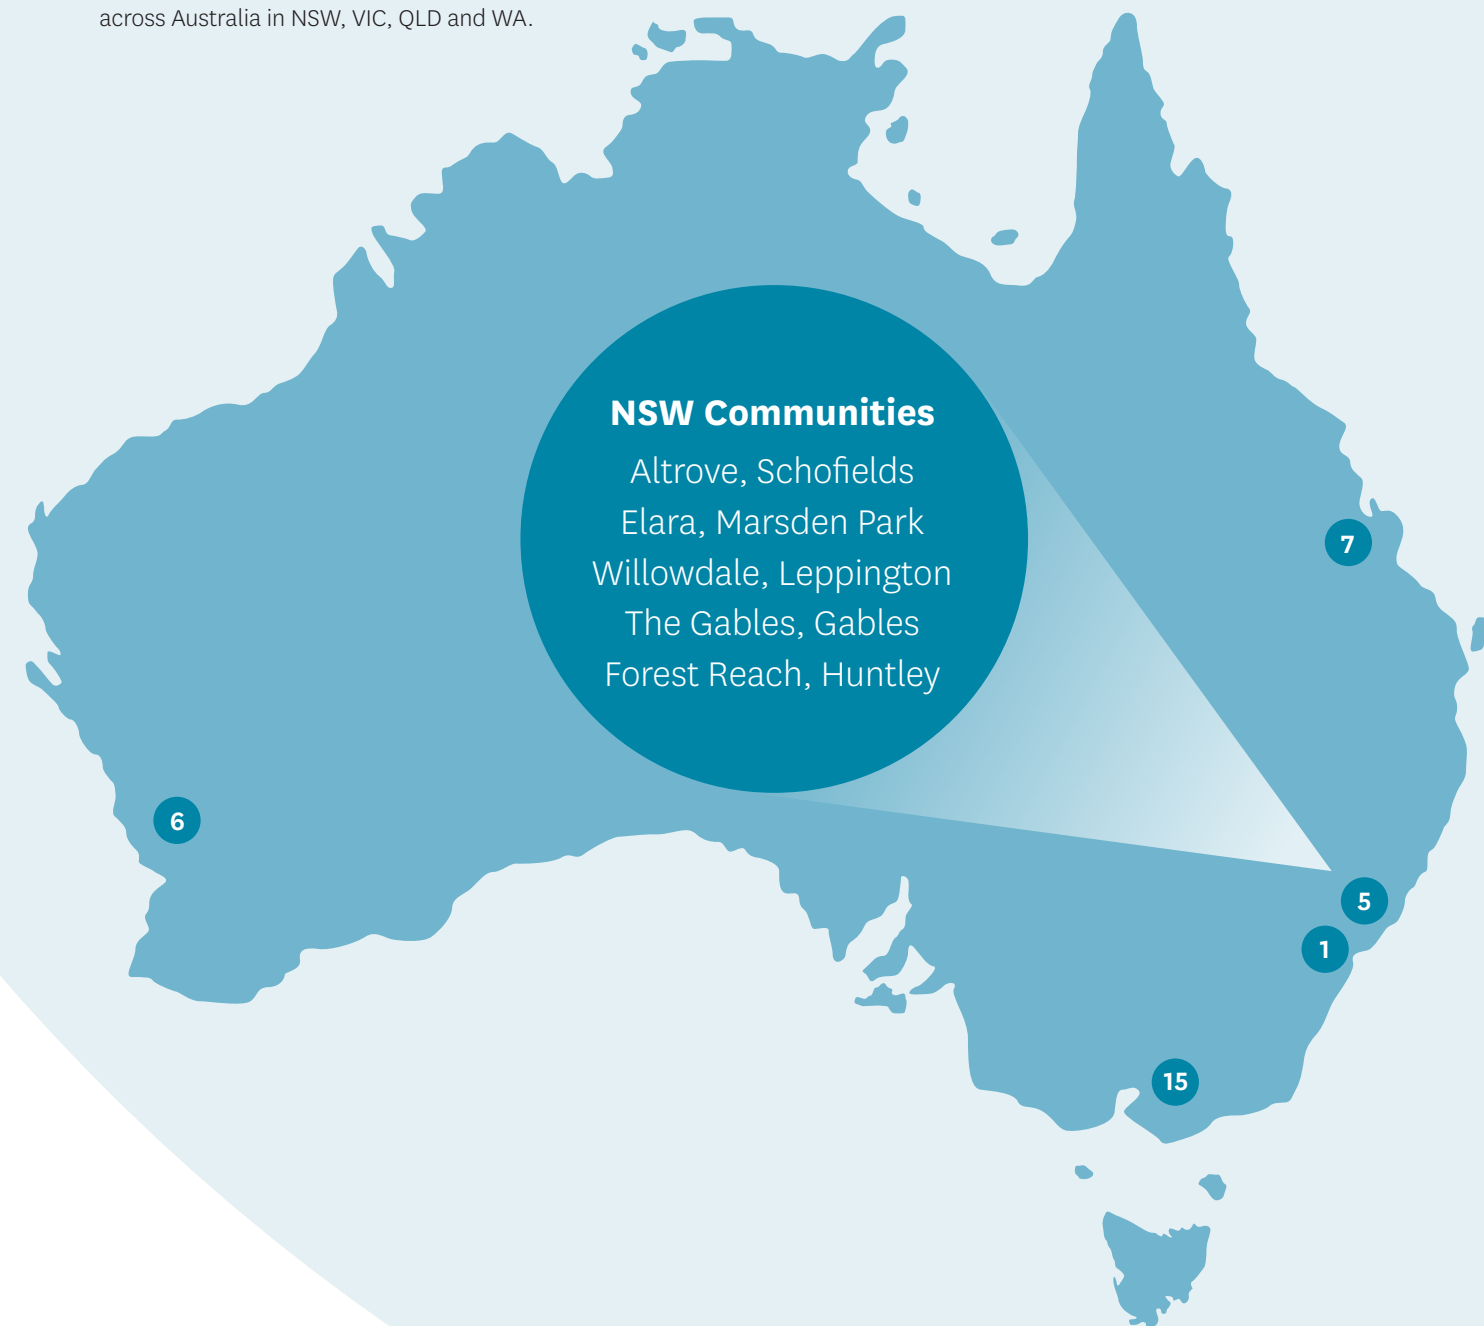 across Australia in NSW, VIC, QLD and WA.
NSW Communities
Altrove, Schofields
Elara, Marsden Park
Willowdale, Leppington
The Gables, Gables
Forest Reach, Huntley
7
6
5
1
15